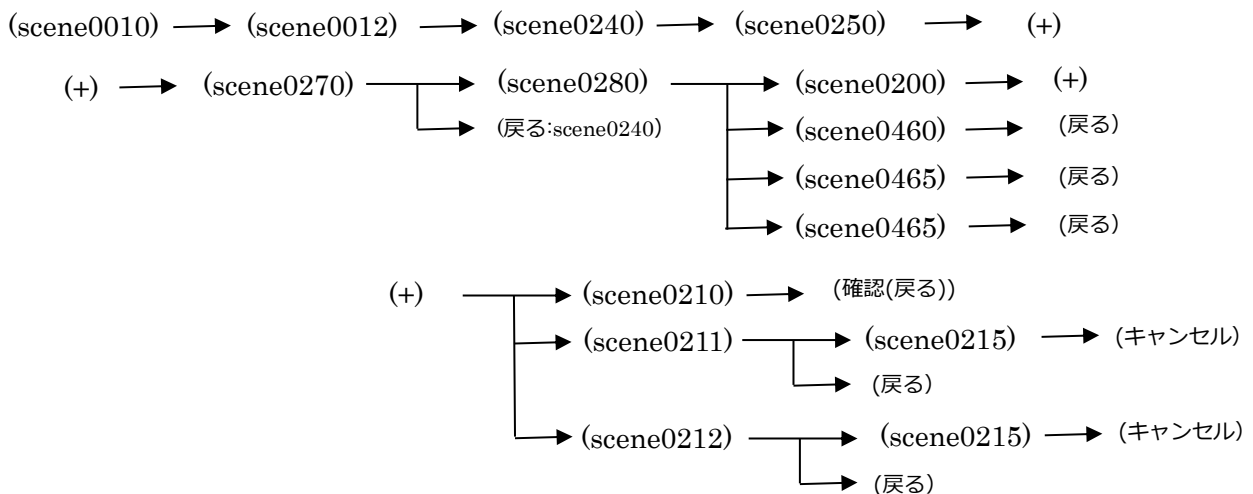 (scene0010) (scene0012) (scene0240) (scene0250) (+)
(+) (scene0270) (scene0280) (scene0200) (+)
(戻る:scene0240) (scene0460) (戻る)
(scene0465) (戻る)
(scene0465) (戻る)
(+) (scene0210) (確認(戻る))
(scene0211) (scene0215) (キャンセル)
(戻る)
(scene0212) (scene0215) (キャンセル)
(戻る)